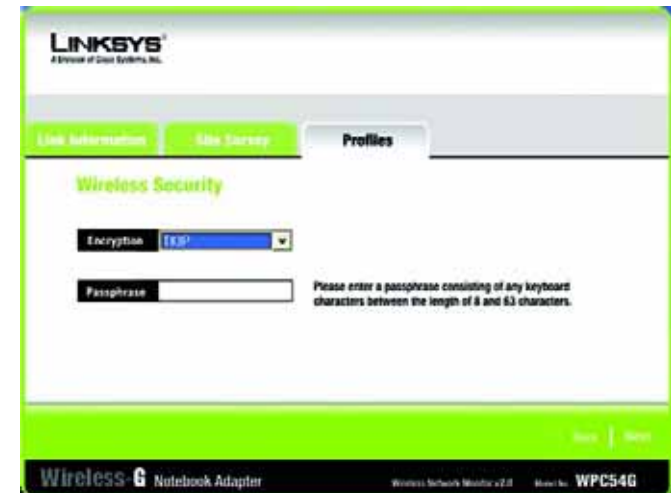 LINKSYS®
A Division of Cisco Systems, Inc.
Link Information Site Survey Profiles
Wireless Security
Encryption TKIP
Passphrase
Please enter a passphrase consisting of any keyboard
characters between the length of 8 and 63 characters.
Back Next
Wireless-G Notebook Adapter Wireless Network Monitor v2.0 Model No. WPC54G